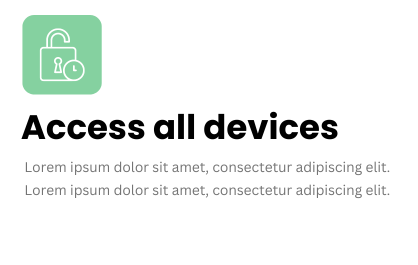 Access all devices
Lorem ipsum dolor sit amet, consectetur adipiscing elit.
Lorem ipsum dolor sit amet, consectetur adipiscing elit.